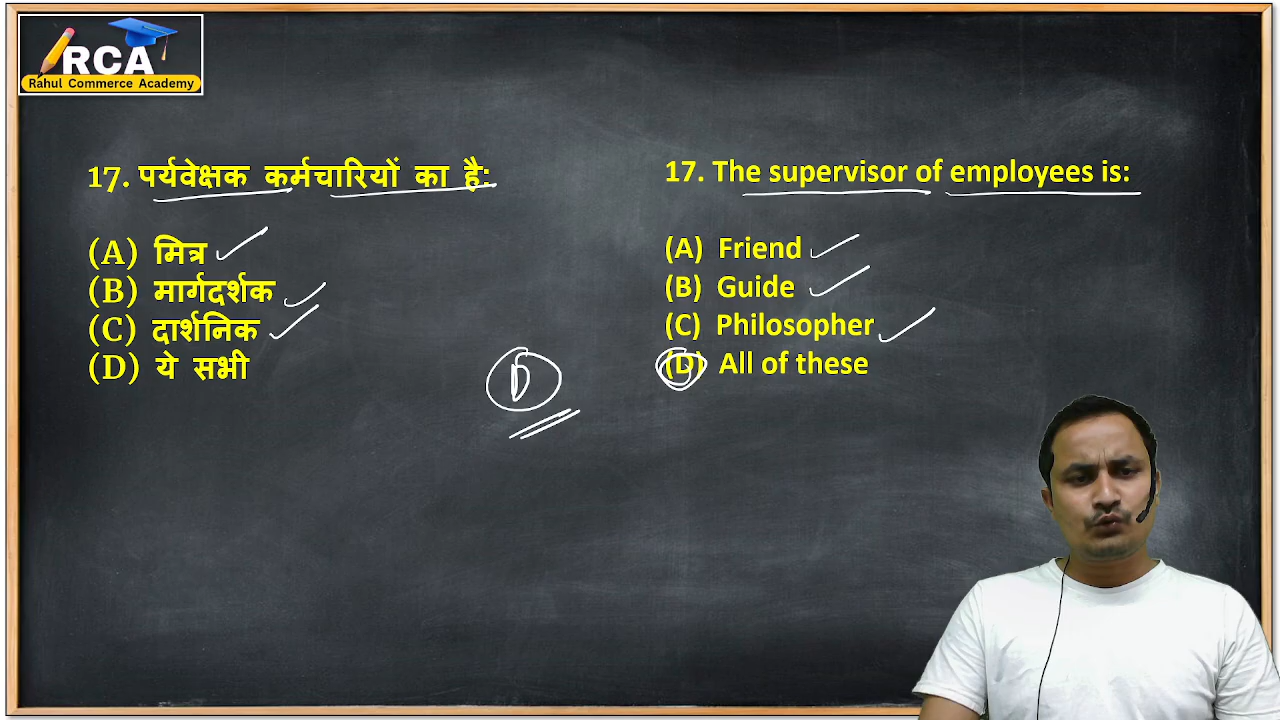 RCA
Rahul Commerce Academy
17. पर्यवेक्षक कर्मचारियों का है:
(A) मित्र
(B) मार्गदर्शक
(C) दार्शनिक
(D) ये सभी
D
17. The supervisor of employees is:
(A) Friend
(B) Guide
(C) Philosopher
(D) All of these